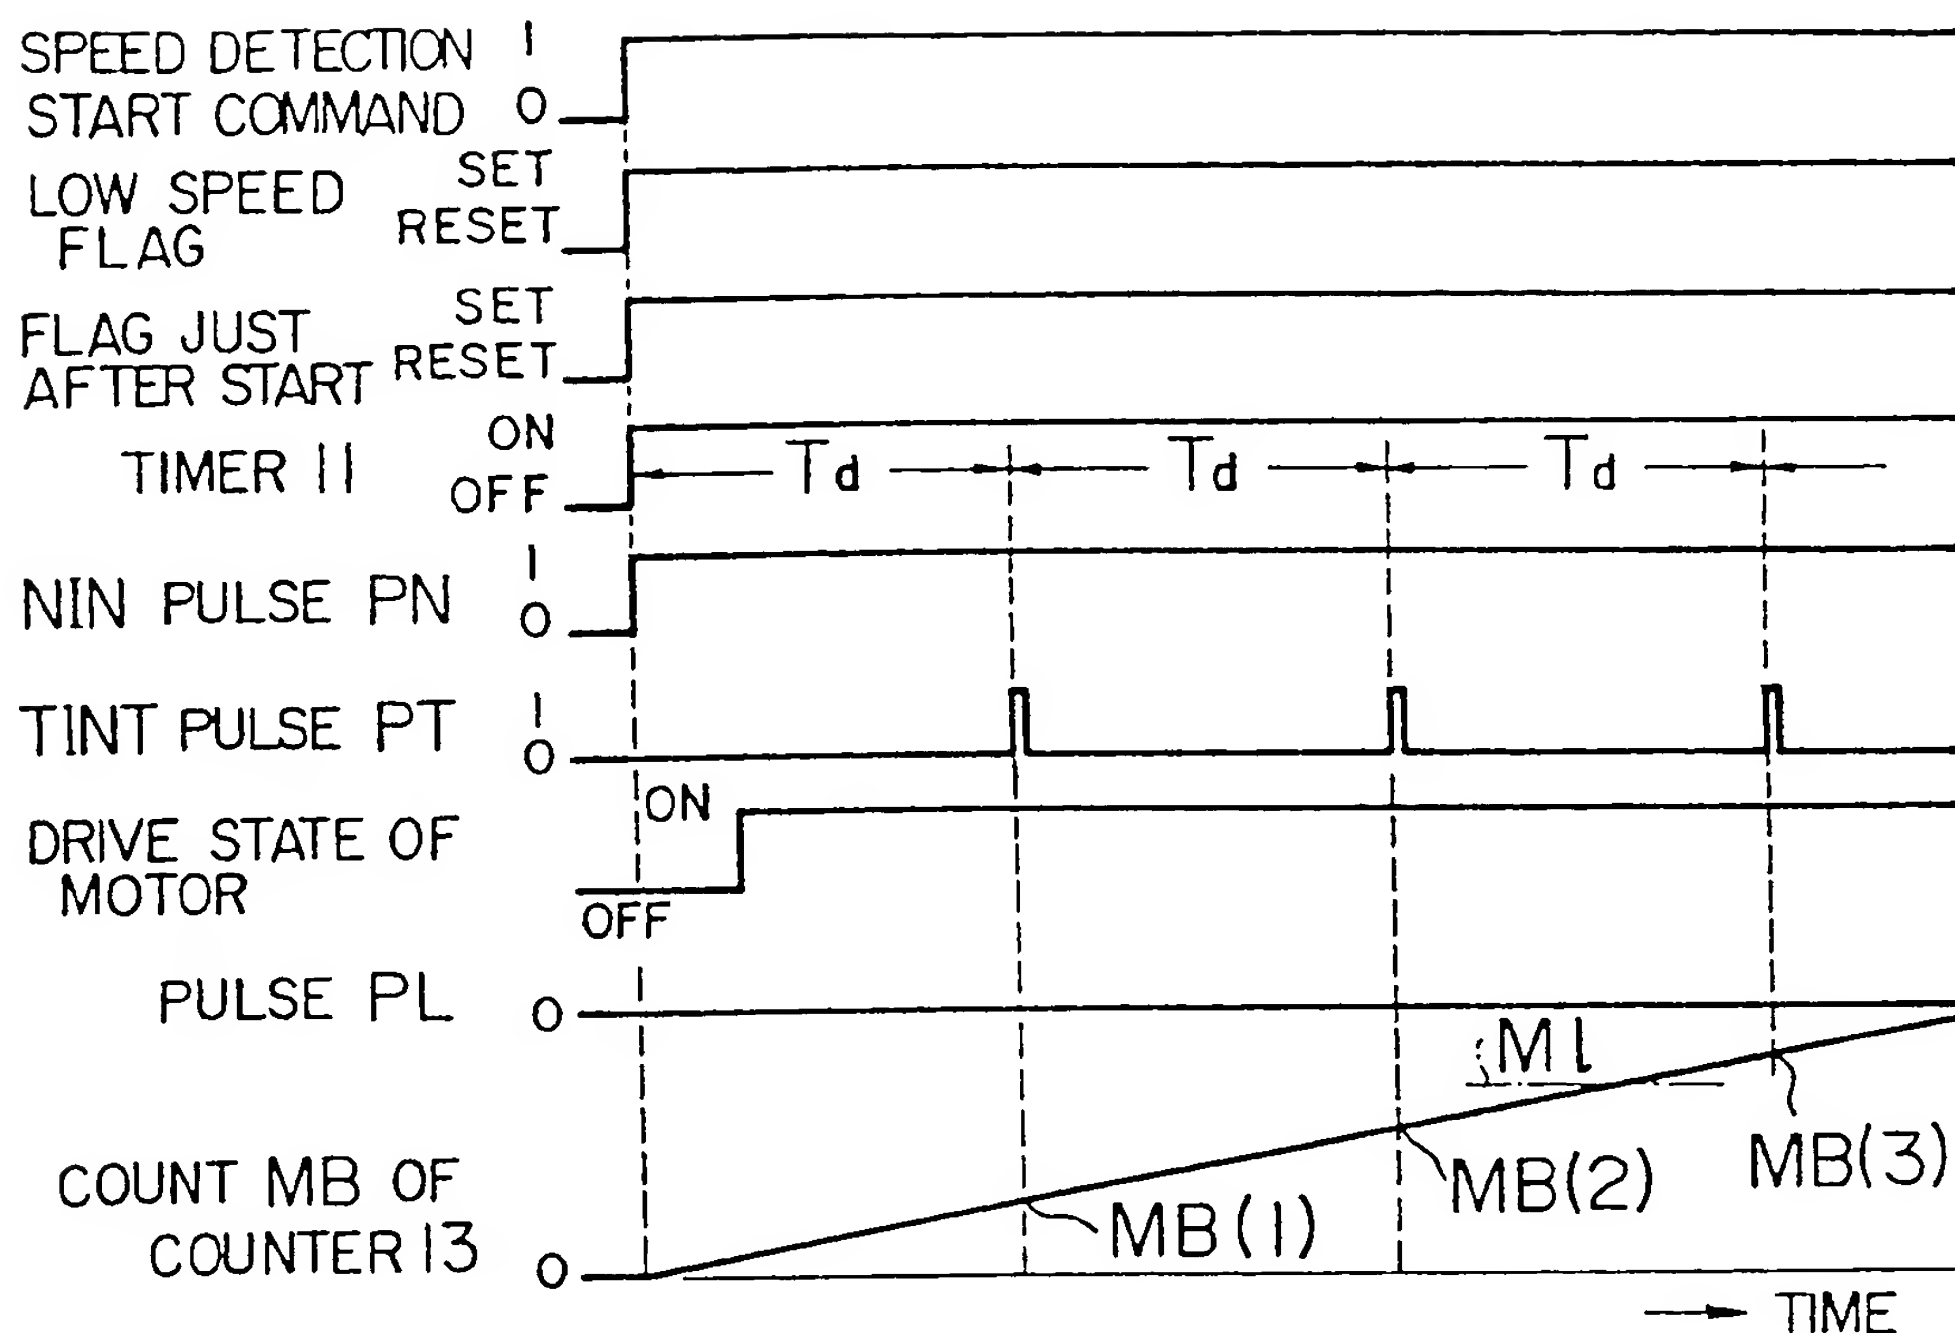 SPEED DETECTION 1
START COMMAND 0
LOW SPEED SET
FLAG RESET
FLAG JUST SET
AFTER START RESET
TIMER 11 ON
OFF
Td Td Td
NIN PULSE PN 1
0
TINT PULSE PT 1
0
DRIVE STATE OF ON
MOTOR OFF
PULSE PL 0
Ml
COUNT MB OF MB(1) MB(2) MB(3)
COUNTER 13 0
TIME